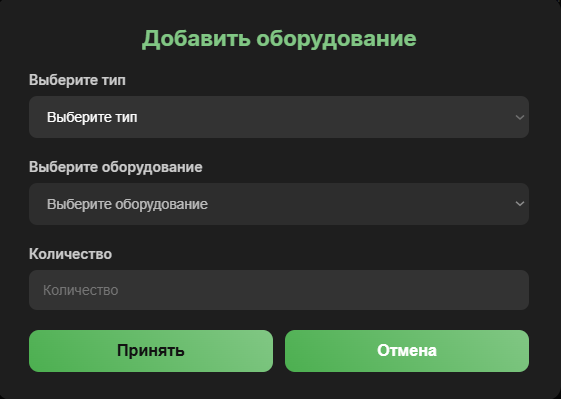 Добавить оборудование
Выберите тип
Выберите тип
Выберите оборудование
Выберите оборудование
Количество
Количество
Принять Отмена